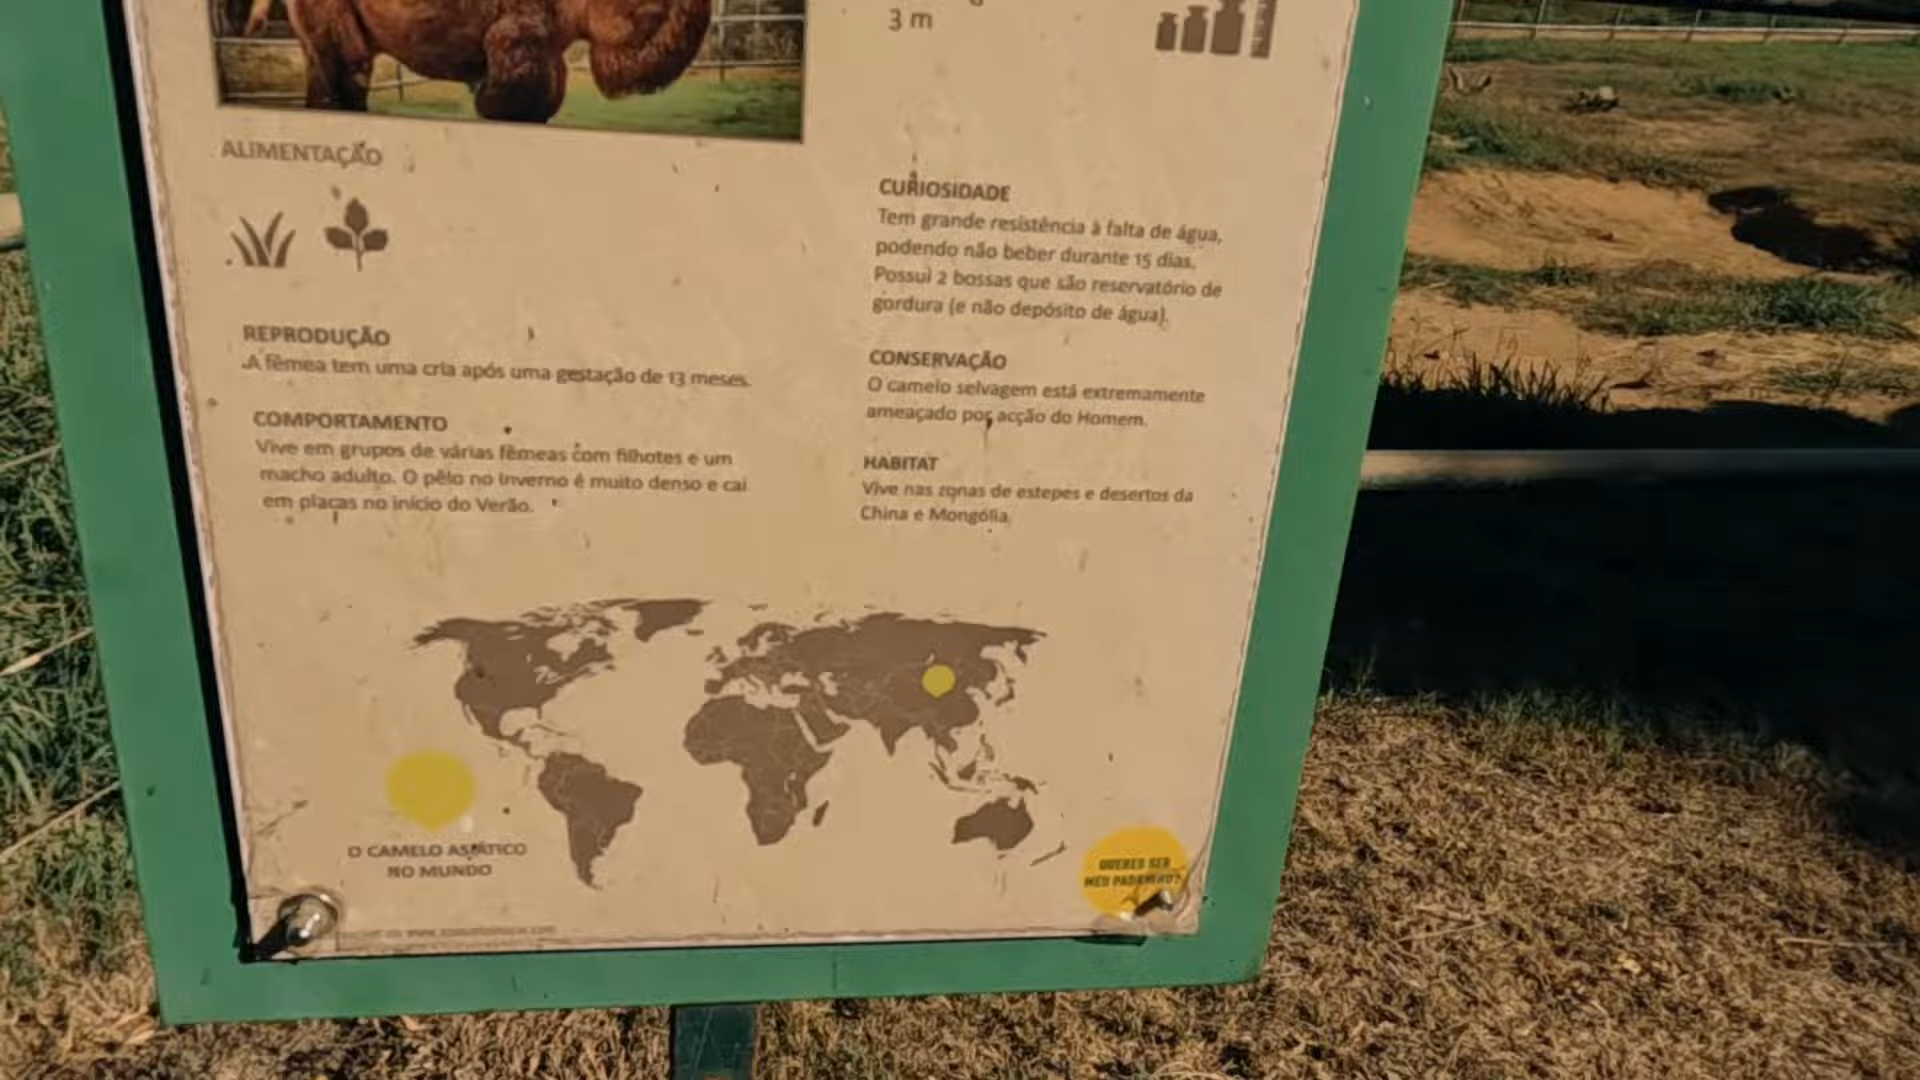 3 m
ALIMENTAÇÃO
REPRODUÇÃO
A fêmea tem uma cria após uma gestação de 13 meses.
COMPORTAMENTO
Vive em grupos de várias fêmeas com filhotes e um
macho adulto. O pêlo no Inverno é muito denso e cai
em placas no início do Verão.
CURIOSIDADE
Tem grande resistência à falta de água,
podendo não beber durante 15 dias.
Possui 2 bossas que são reservatório de
gordura (e não depósito de água).
CONSERVAÇÃO
O camelo selvagem está extremamente
ameaçado por acção do Homem.
HABITAT
Vive nas zonas de estepes e desertos da
China e Mongólia.
O CAMELO ASIÁTICO
NO MUNDO
QUERES SER
MEU PADRINHO?